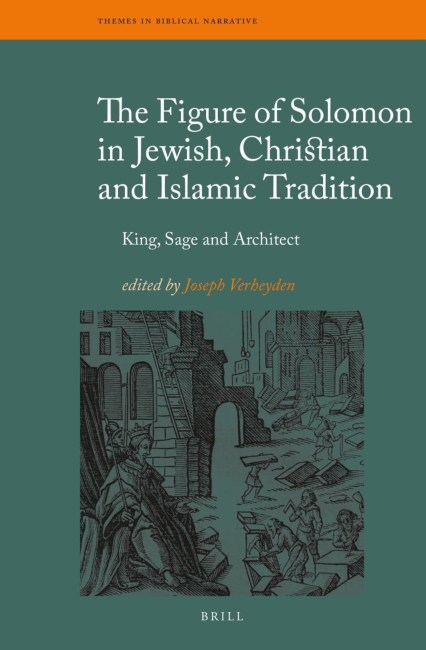 THEMES IN BIBLICAL NARRATIVE
The Figure of Solomon
in Jewish, Christian
and Islamic Tradition
King, Sage and Architect
edited by Joseph Verheyden
BRILL